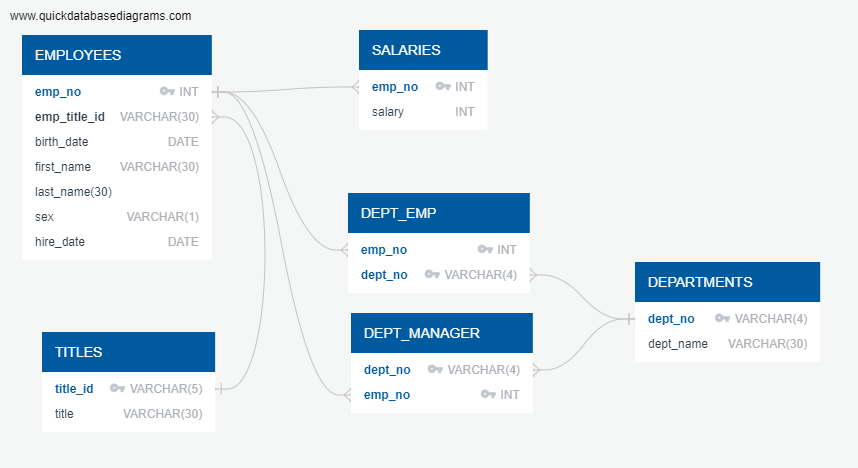 www.quickdatabasediagrams.com
EMPLOYEES
emp_no INT
emp_title_id VARCHAR(30)
birth_date DATE
first_name VARCHAR(30)
last_name(30)
sex VARCHAR(1)
hire_date DATE
SALARIES
emp_no INT
salary INT
DEPT_EMP
emp_no INT
dept_no VARCHAR(4)
DEPARTMENTS
dept_no VARCHAR(4)
dept_name VARCHAR(30)
DEPT_MANAGER
dept_no VARCHAR(4)
emp_no INT
TITLES
title_id VARCHAR(5)
title VARCHAR(30)